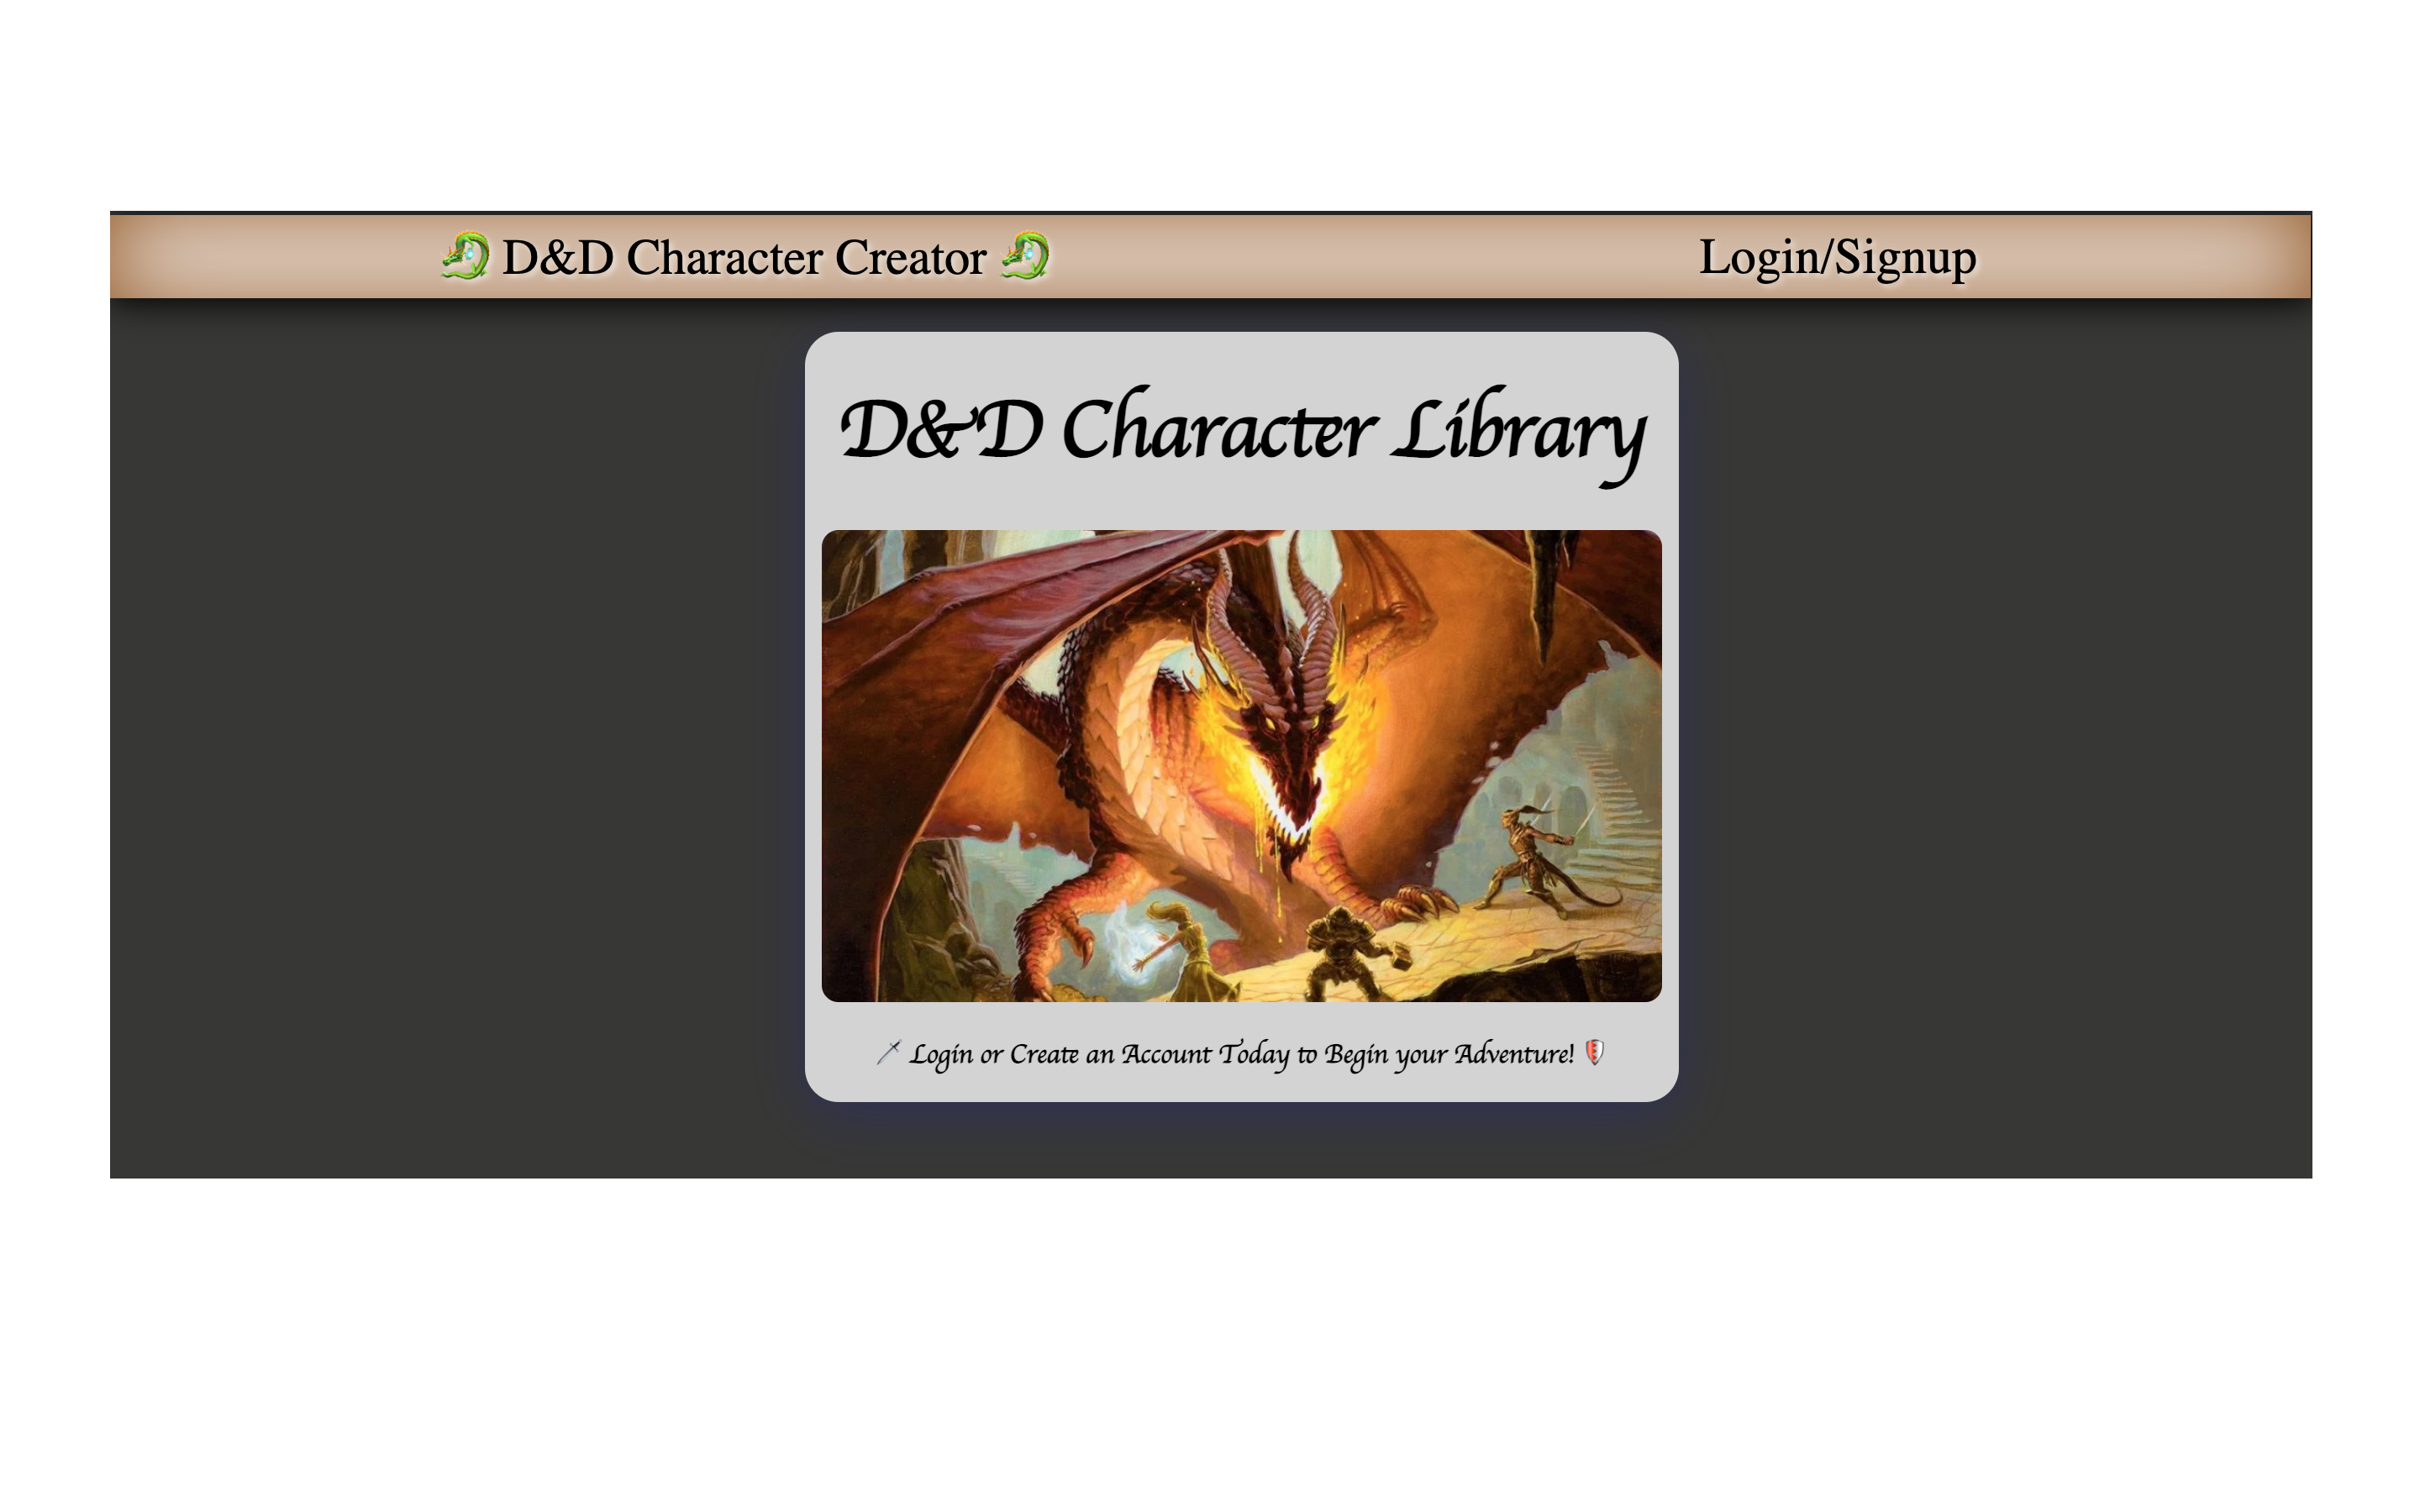 🐉 D&D Character Creator 🐉
Login/Signup
D&D Character Library
🗡 Login or Create an Account Today to Begin your Adventure! 🛡